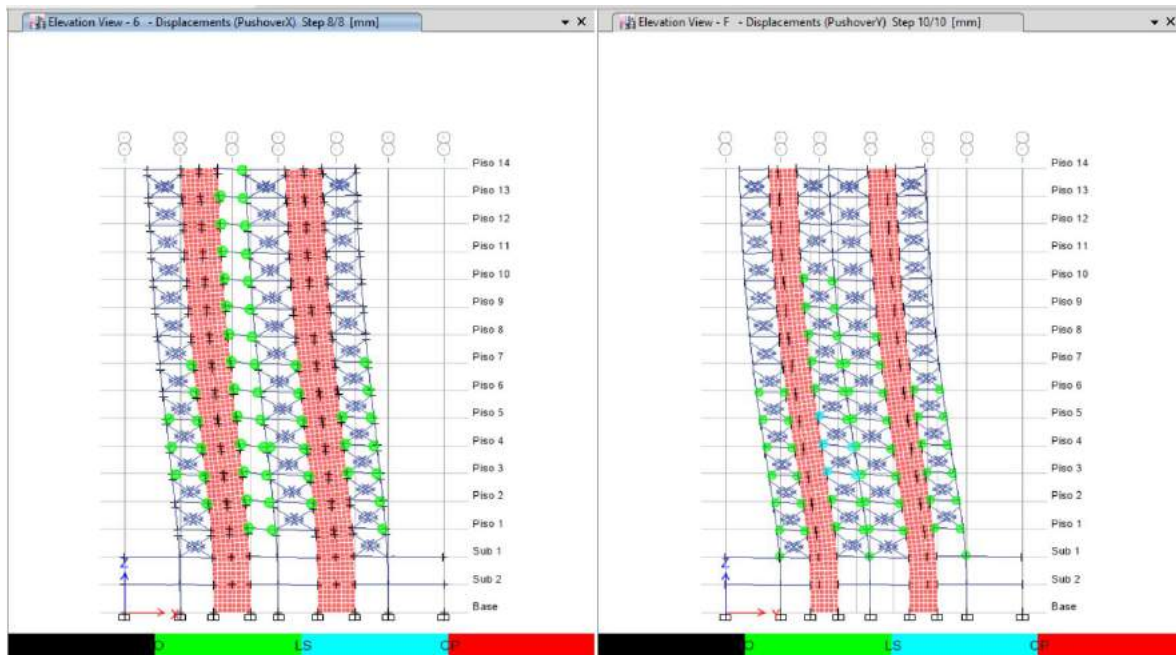 Elevation View - 6 - Displacements (PushoverX) Step 8/8 [mm]
Elevation View - F - Displacements (PushoverY) Step 10/10 [mm]
Piso 14
Piso 13
Piso 12
Piso 11
Piso 10
Piso 9
Piso 8
Piso 7
Piso 6
Piso 5
Piso 4
Piso 3
Piso 2
Piso 1
Sub 1
Sub 2
Base
Z
X
IO
LS
CP
Piso 14
Piso 13
Piso 12
Piso 11
Piso 10
Piso 9
Piso 8
Piso 7
Piso 6
Piso 5
Piso 4
Piso 3
Piso 2
Piso 1
Sub 1
Sub 2
Base
Z
Y
IO
LS
CP